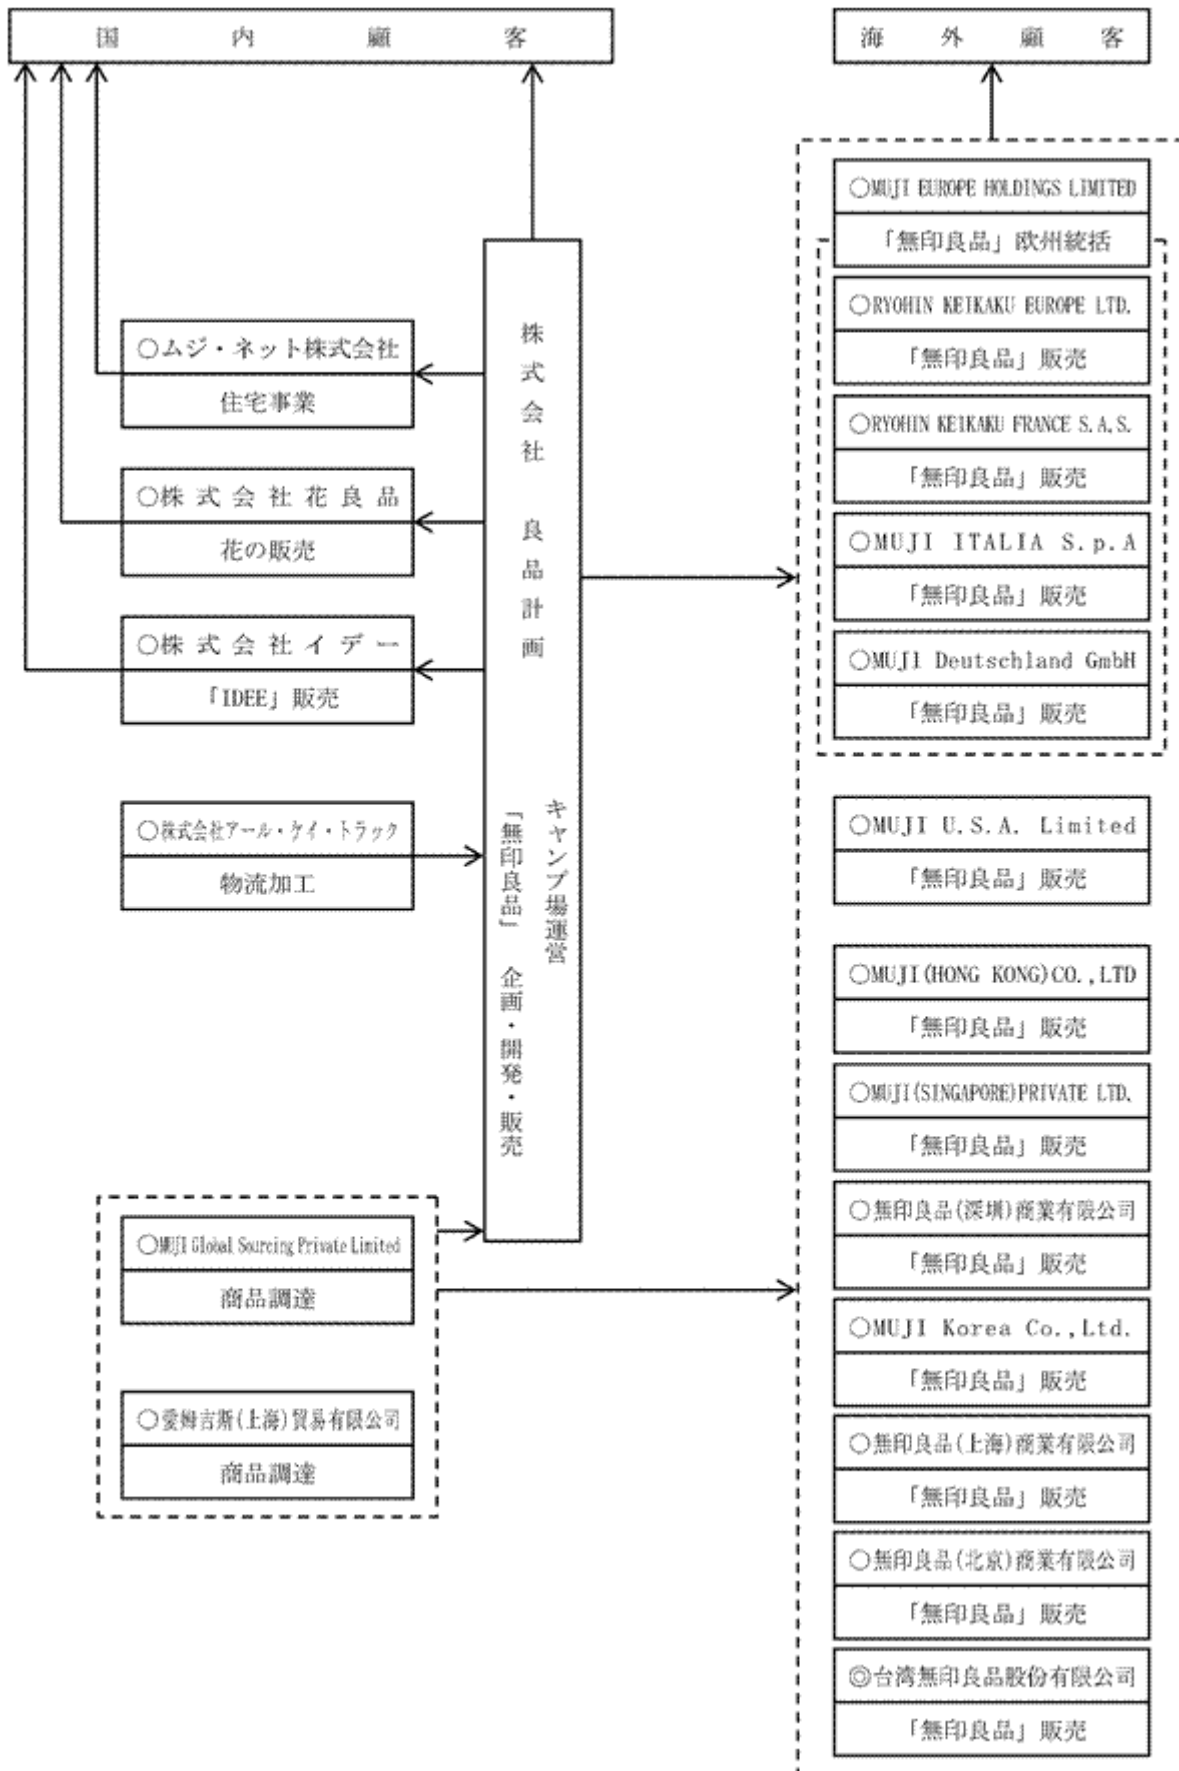 国内顧客
海外顧客
○ムジ・ネット株式会社
住宅事業
○株式会社花良品
花の販売
○株式会社イデー
「IDEE」販売
○株式会社アール・ケイ・トラック
物流加工
○MUJI Global Sourcing Private Limited
商品調達
○愛姆吉斯(上海)貿易有限公司
商品調達
株式会社 良品計画
キャンプ場運営
「無印良品」 企画・開発・販売
○MUJI EUROPE HOLDINGS LIMITED
「無印良品」欧州統括
○RYOHIN KEIKAKU EUROPE LTD.
「無印良品」販売
○RYOHIN KEIKAKU FRANCE S.A.S.
「無印良品」販売
○MUJI ITALIA S.p.A
「無印良品」販売
○MUJI Deutschland GmbH
「無印良品」販売
○MUJI U.S.A. Limited
「無印良品」販売
○MUJI(HONG KONG)CO.,LTD
「無印良品」販売
○MUJI(SINGAPORE)PRIVATE LTD.
「無印良品」販売
○無印良品(深圳)商業有限公司
「無印良品」販売
○MUJI Korea Co.,Ltd.
「無印良品」販売
○無印良品(上海)商業有限公司
「無印良品」販売
○無印良品(北京)商業有限公司
「無印良品」販売
◎台湾無印良品股份有限公司
「無印良品」販売